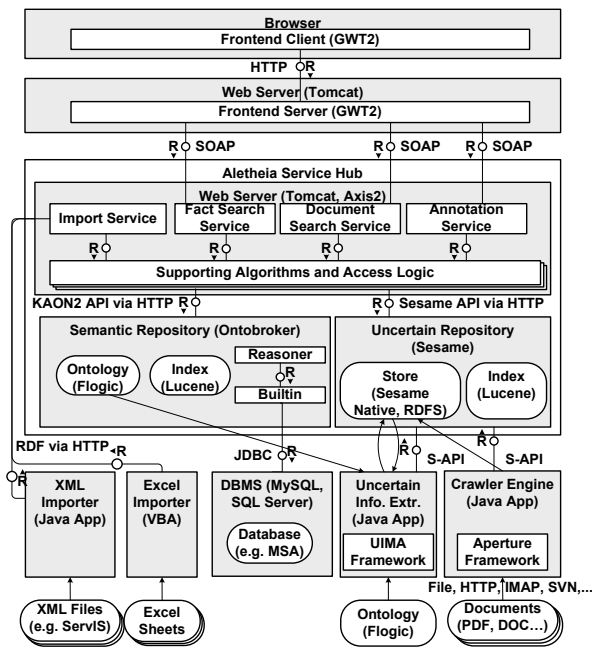 Browser
Frontend Client (GWT2)
HTTP R
Web Server (Tomcat)
Frontend Server (GWT2)
R SOAP R SOAP R SOAP
Aletheia Service Hub
Web Server (Tomcat, Axis2)
Import Service
Fact Search
Service
Document
Search Service
Annotation
Service
R R R R
Supporting Algorithms and Access Logic
KAON2 API via HTTP R
R Sesame API via HTTP
Semantic Repository (Ontobroker)
Ontology
(Flogic)
Index
(Lucene)
Reasoner
R
Builtin
Uncertain Repository
(Sesame)
Store
(Sesame
Native, RDFS)
Index
(Lucene)
RDF via HTTP R
R
JDBC R
R S-API
R S-API
XML
Importer
(Java App)
Excel
Importer
(VBA)
DBMS (MySQL,
SQL Server)
Database
(e.g. MSA)
Uncertain
Info. Extr.
(Java App)
UIMA
Framework
Crawler Engine
(Java App)
Aperture
Framework
File, HTTP, IMAP, SVN,...
XML Files
(e.g. ServIS)
Excel
Sheets
Ontology
(Flogic)
Documents
(PDF, DOC…)